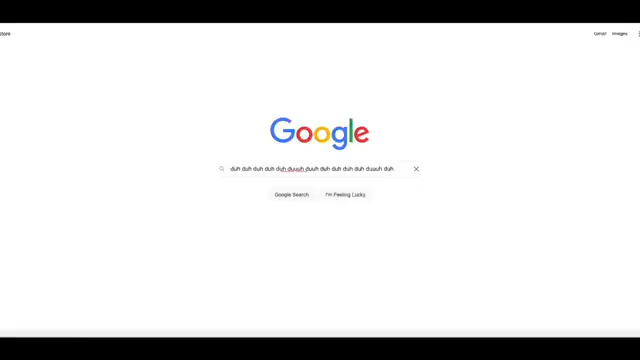 Store
Gmail Images
Google
duh duh duh duh duh duuuh duuh duh duh duh duh duuuh duh
Google Search I'm Feeling Lucky